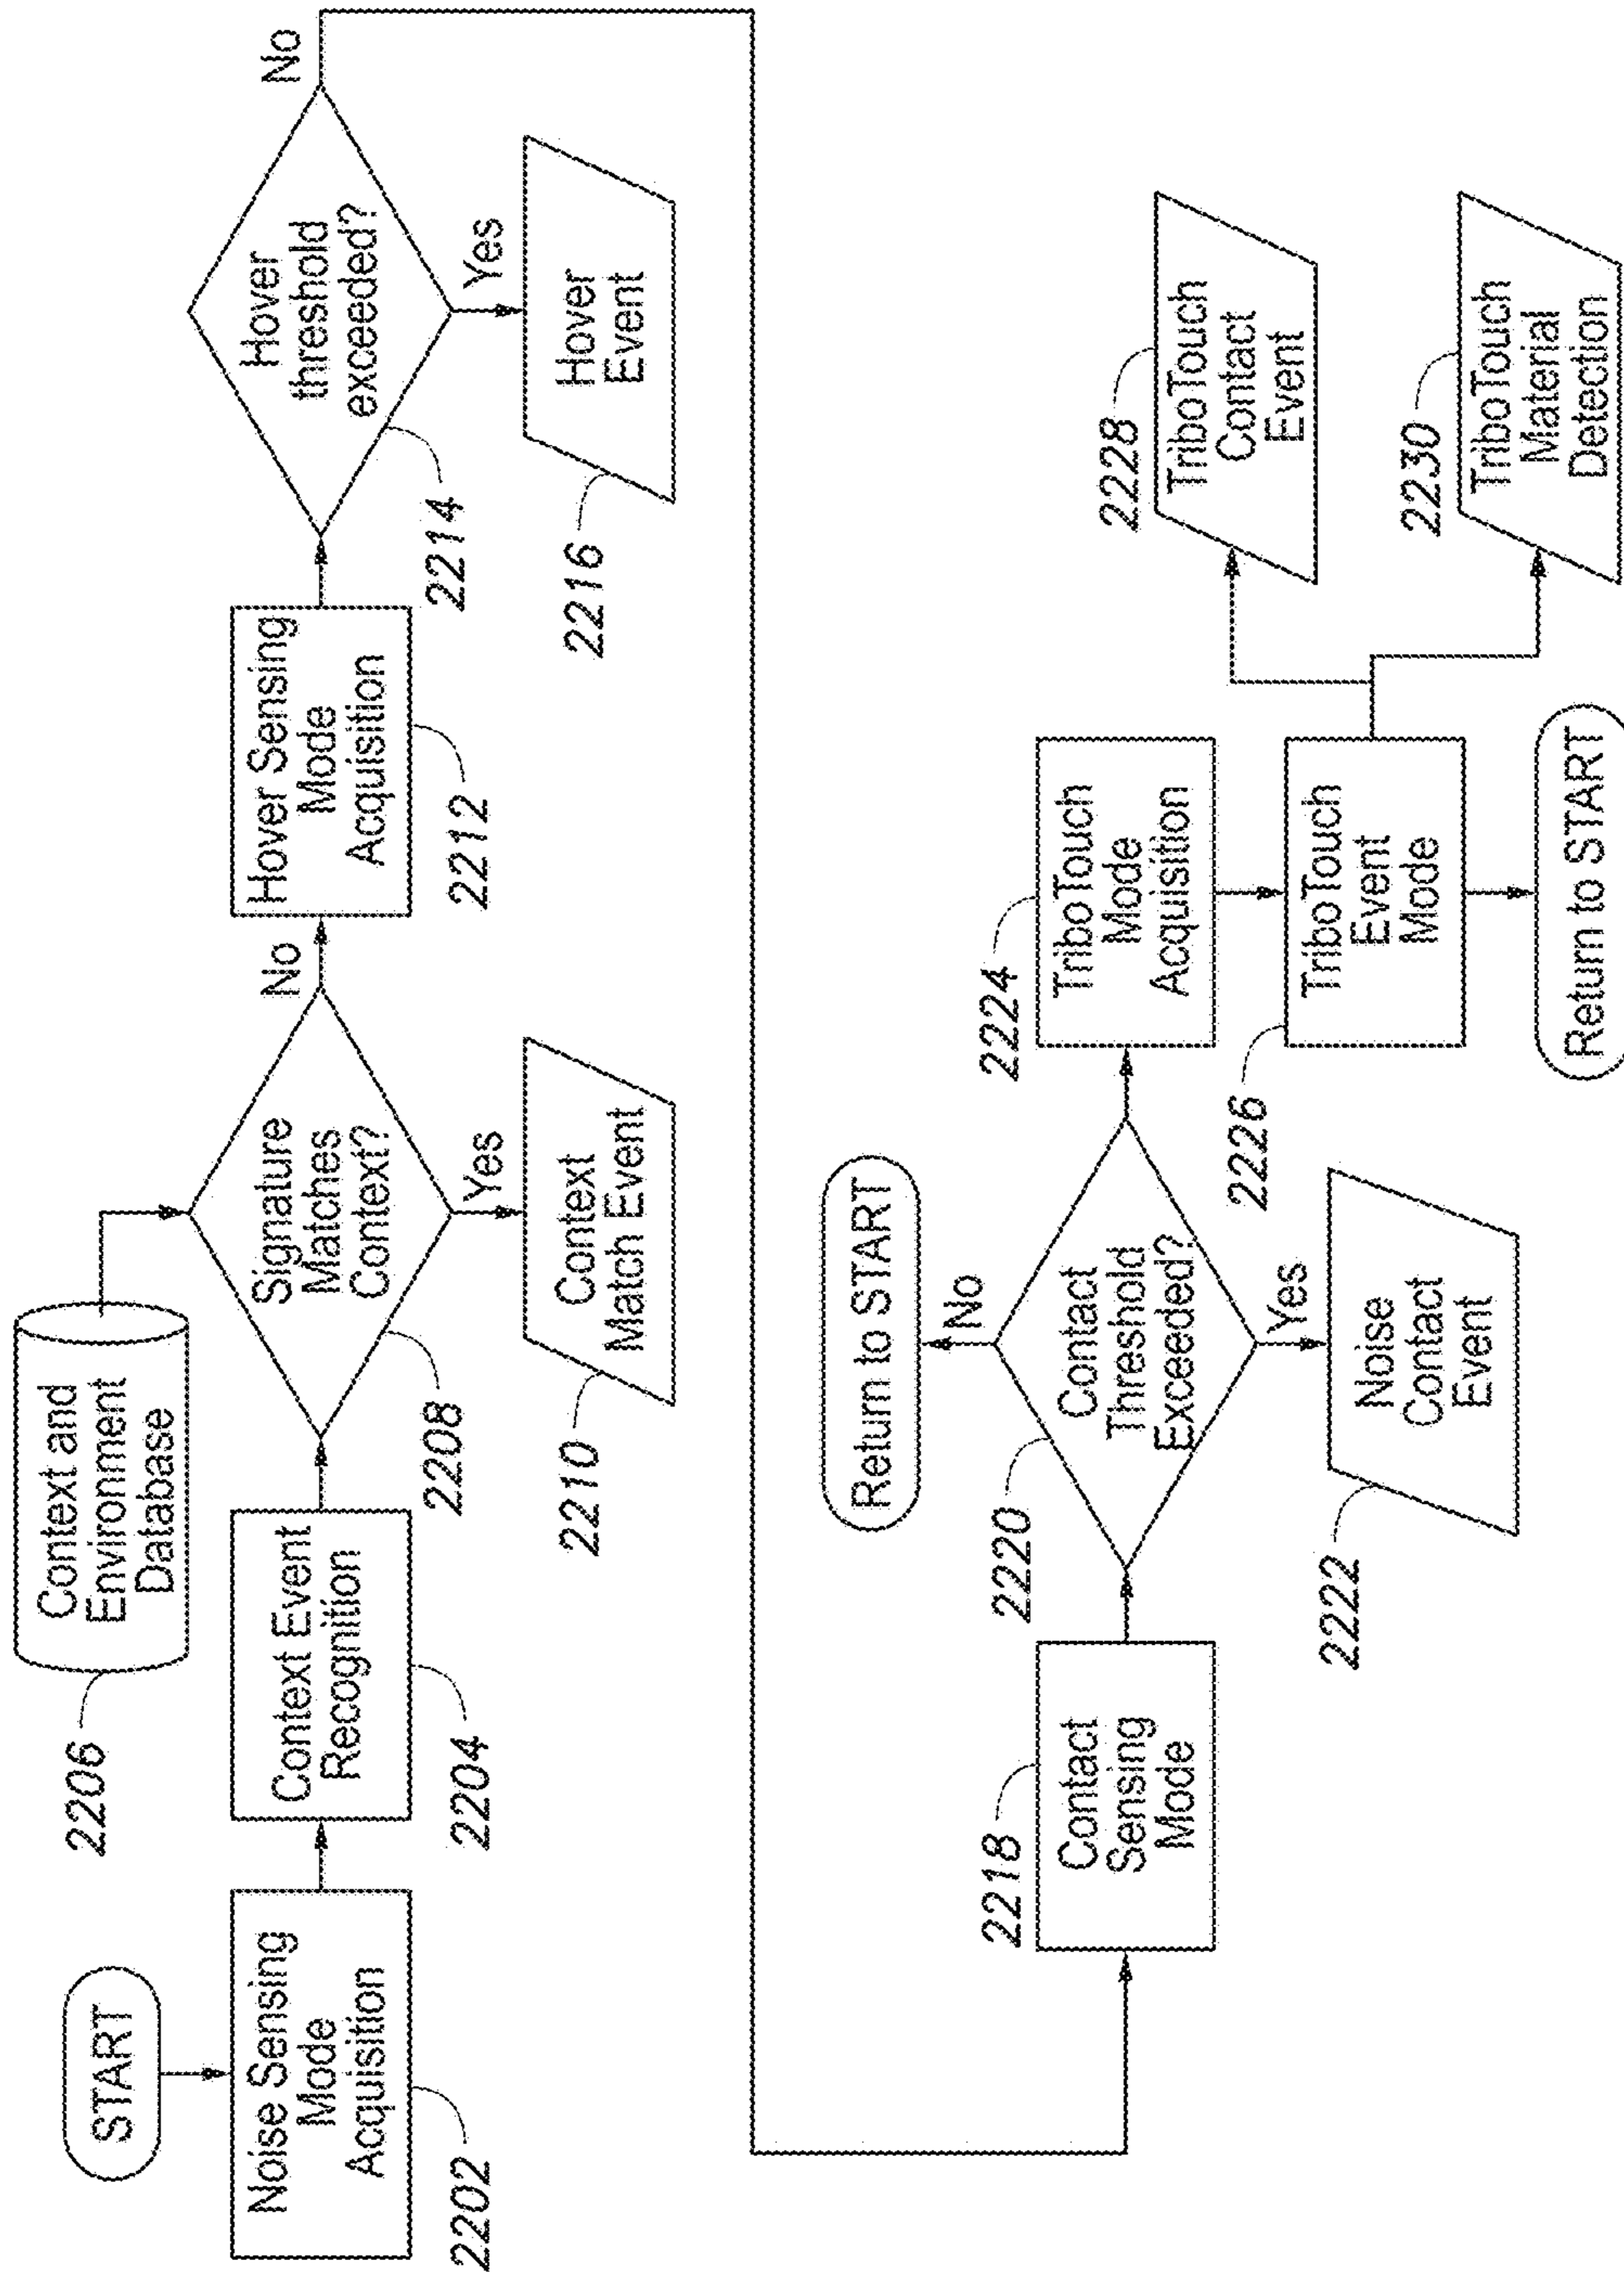 START
Noise Sensing
Mode
Acquisition
2202
Context Event
Recognition
2204
Context and
Environment
Database
2206
Signature
Matches
Context?
2208
Yes
No
Context
Match Event
2210
Hover Sensing
Mode
Acquisition
2212
Hover
threshold
exceeded?
2214
Yes
No
Hover
Event
2216
Contact
Sensing
Mode
2218
Return to START
No
Contact
Threshold
Exceeded?
2220
Yes
Noise
Contact
Event
2222
TriboTouch
Mode
Acquisition
2224
TriboTouch
Event
Mode
2226
Return to START
TriboTouch
Contact
Event
2228
TriboTouch
Material
Detection
2230